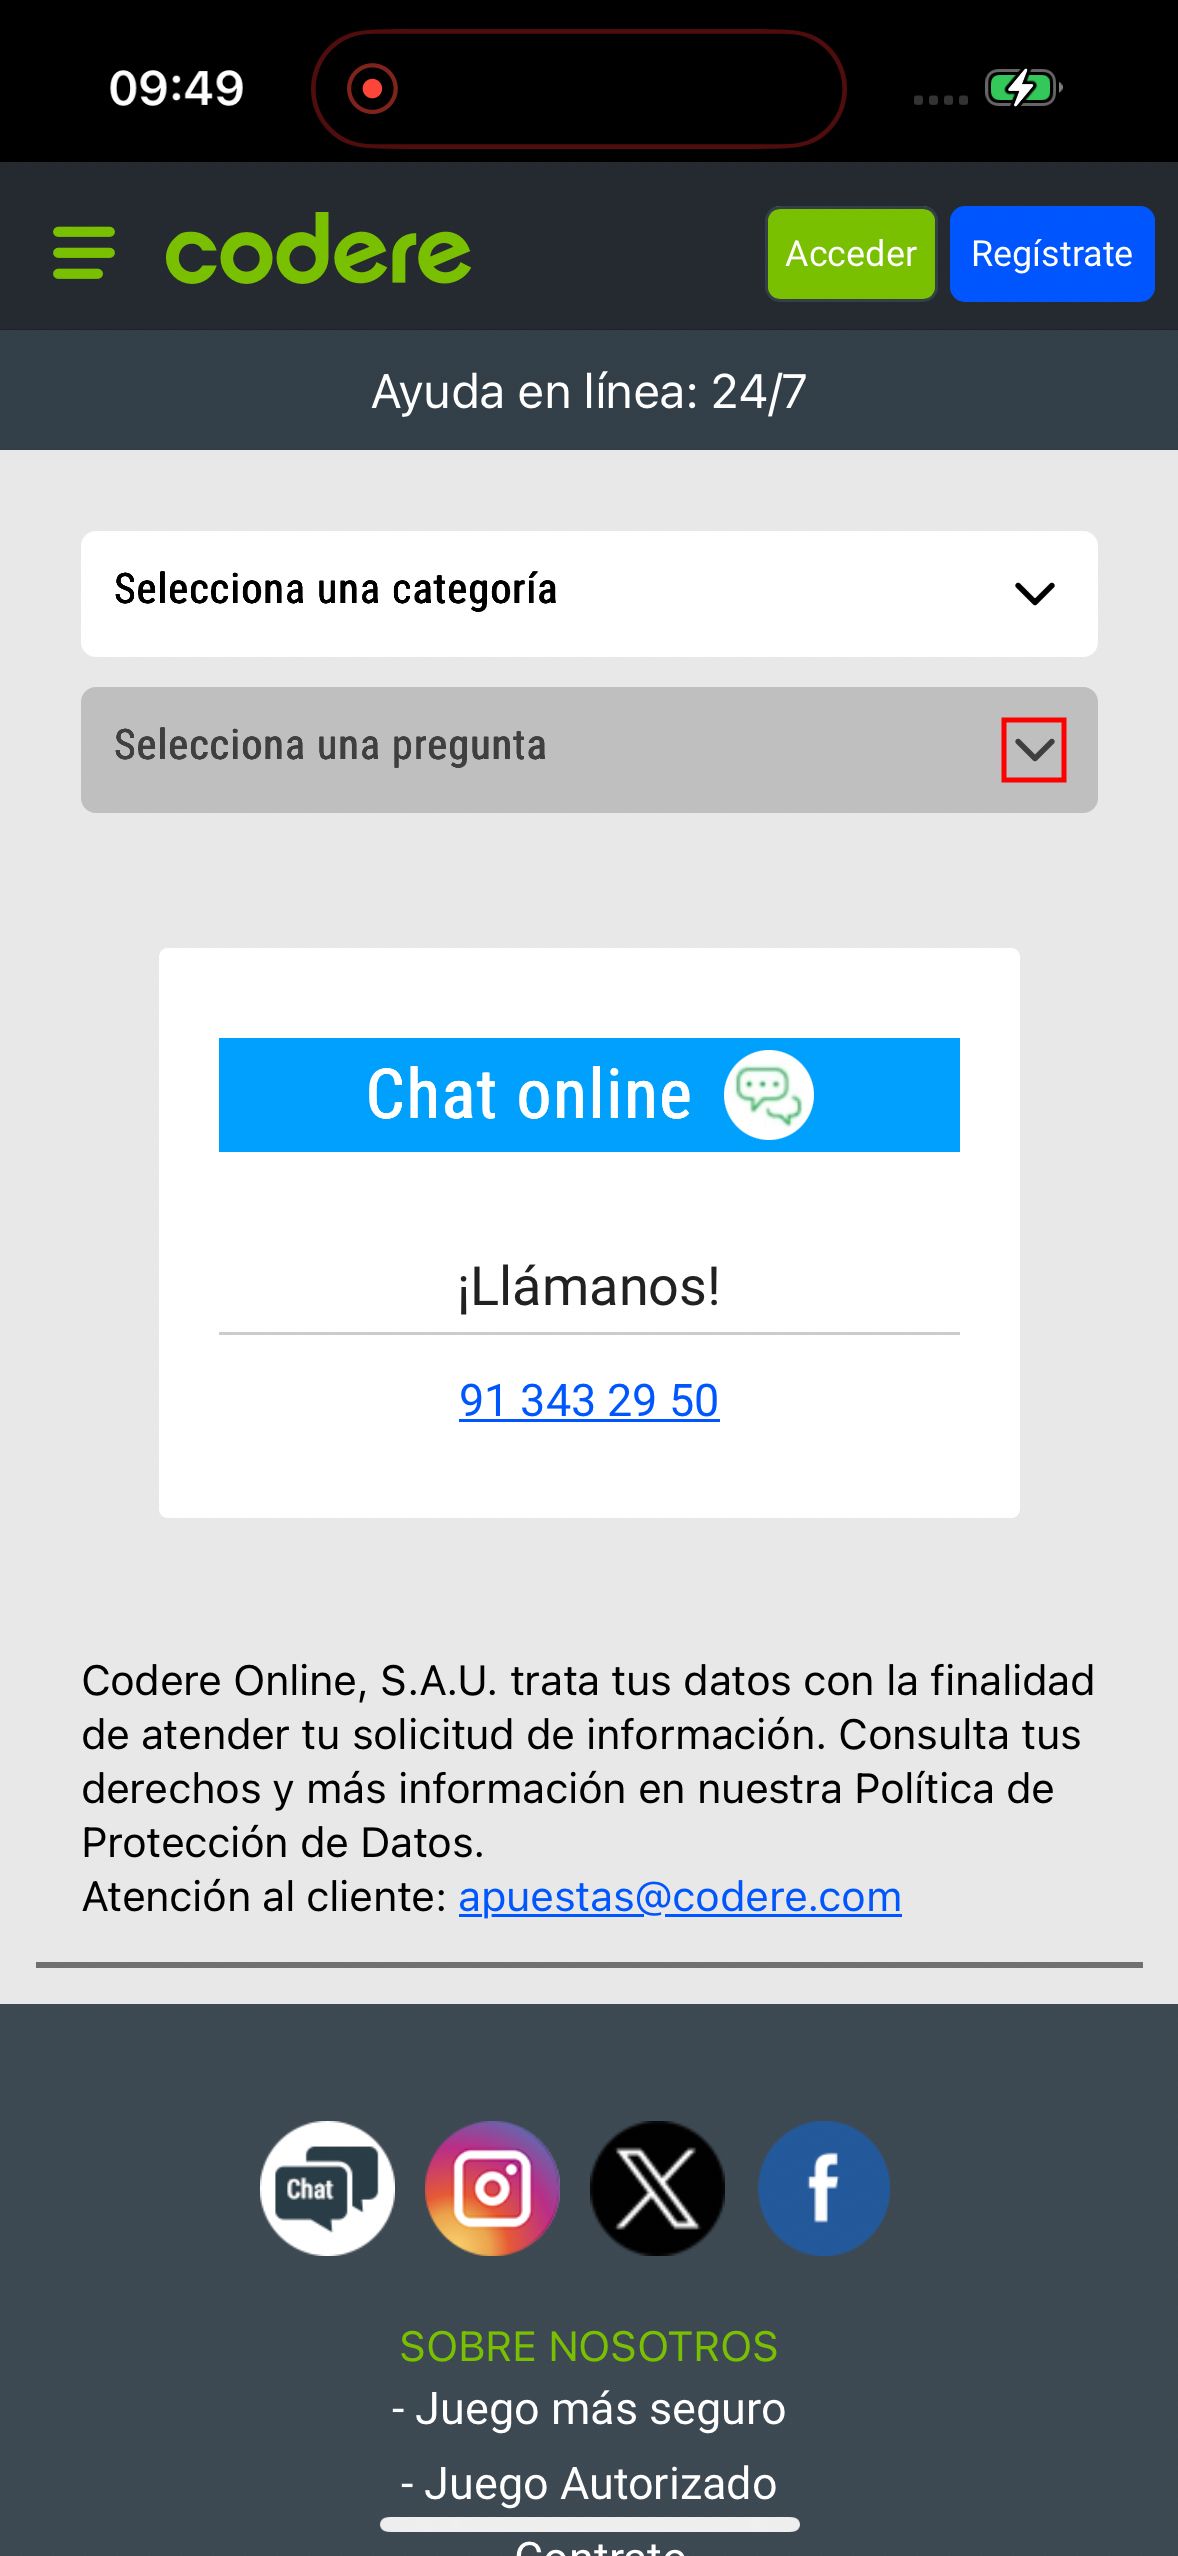 09:49
codere
Acceder
Regístrate
Ayuda en línea: 24/7
Selecciona una categoría
Selecciona una pregunta
Chat online
¡Llámanos!
91 343 29 50
Codere Online, S.A.U. trata tus datos con la finalidad
de atender tu solicitud de información. Consulta tus
derechos y más información en nuestra Política de
Protección de Datos.
Atención al cliente: apuestas@codere.com
Chat
SOBRE NOSOTROS
- Juego más seguro
- Juego Autorizado
Contrato